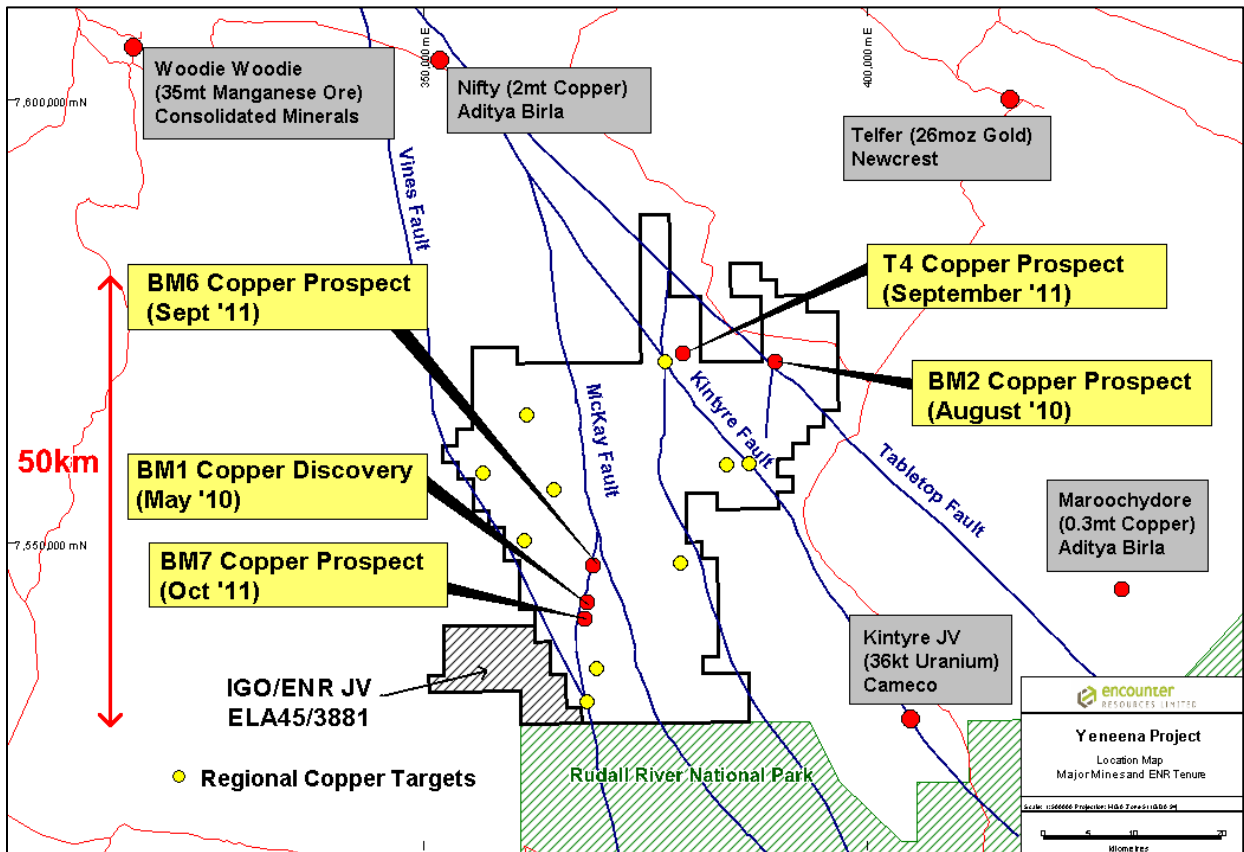 350,000 m E
400,000 m E
7,600,000 mN
7,550,000 mN
Woodie Woodie
(35mt Manganese Ore)
Consolidated Minerals
Nifty (2mt Copper)
Aditya Birla
Telfer (26moz Gold)
Newcrest
Vines Fault
BM6 Copper Prospect
(Sept '11)
T4 Copper Prospect
(September '11)
BM2 Copper Prospect
(August '10)
McKay Fault
Kintyre Fault
Tabletop Fault
50km
BM1 Copper Discovery
(May '10)
BM7 Copper Prospect
(Oct '11)
Maroochydore
(0.3mt Copper)
Aditya Birla
Kintyre JV
(36kt Uranium)
Cameco
IGO/ENR JV
ELA45/3881
Regional Copper Targets
Rudall River National Park
encounter
RESOURCES LIMITED
Yeneena Project
Location Map
Major Mines and ENR Tenure
0 5 10 20
kilometres